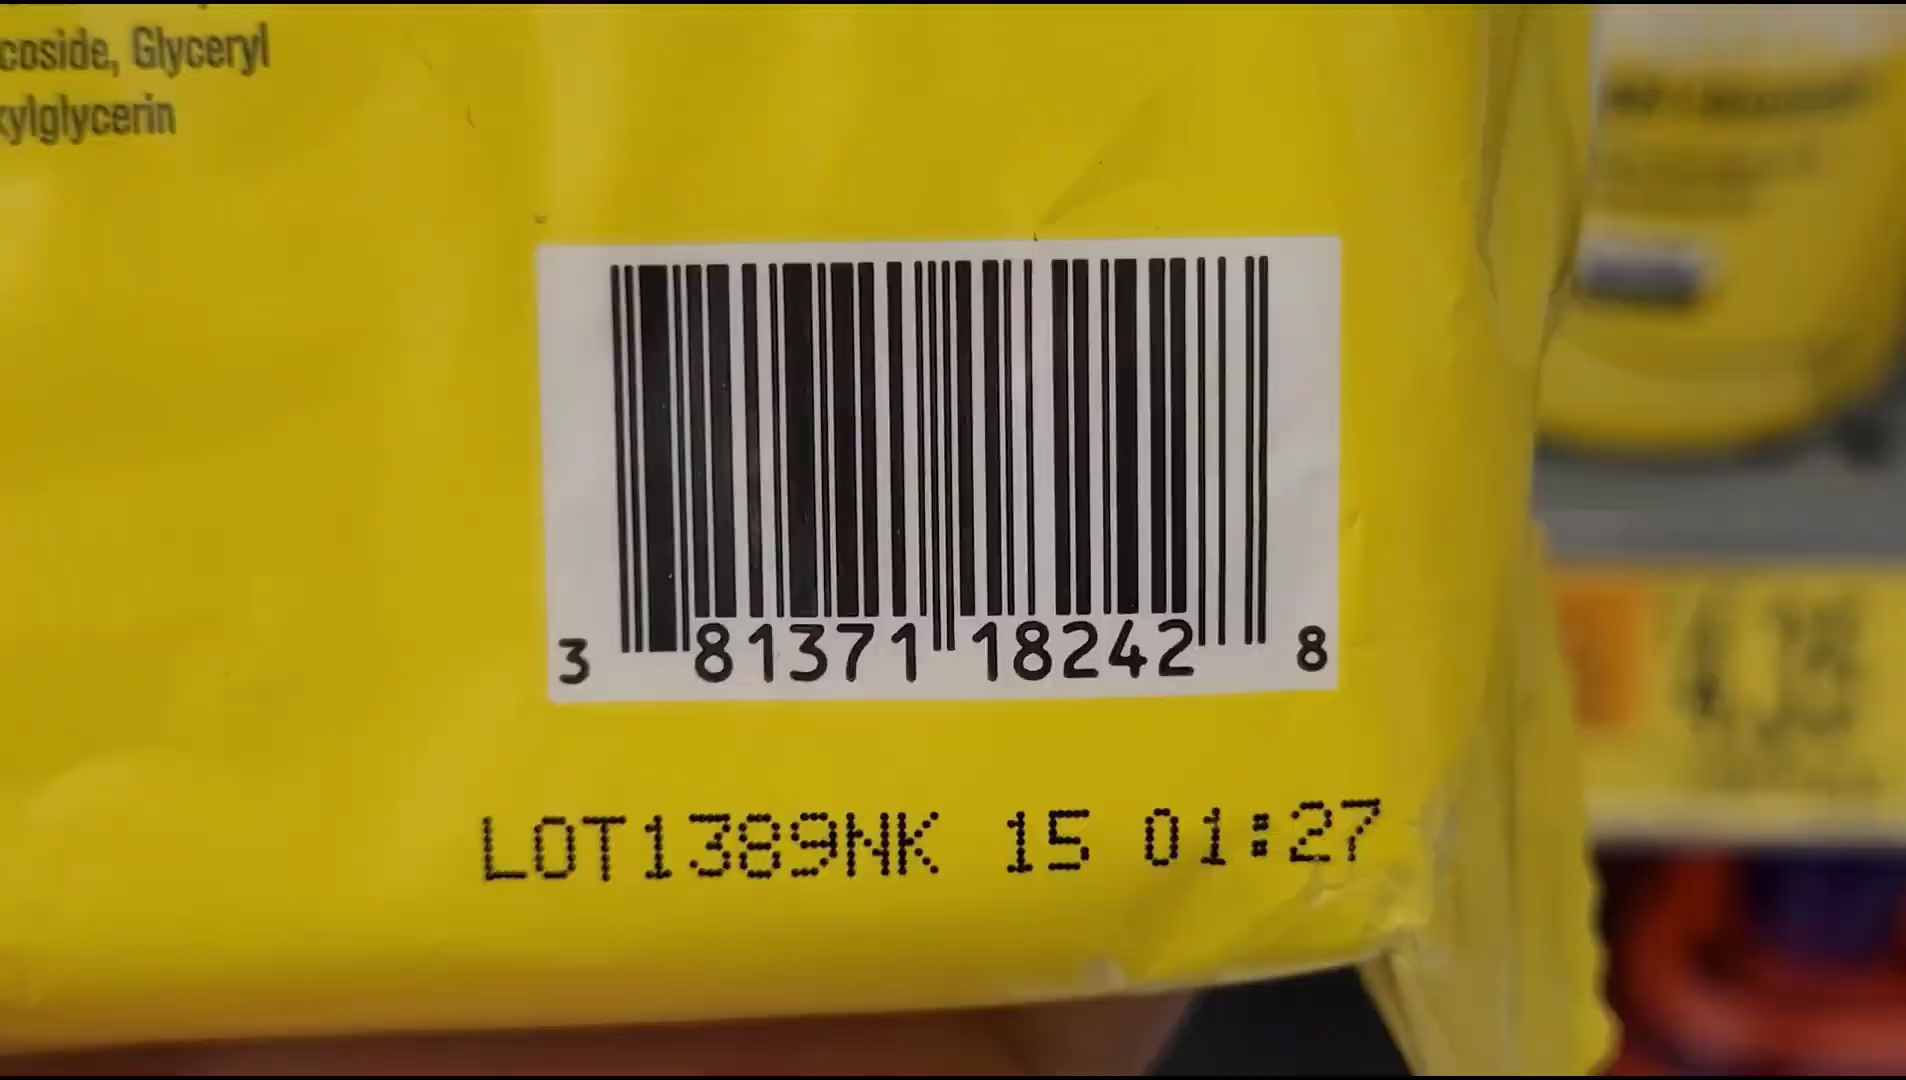 coside, Glyceryl
xylglycerin
3 81371 18242 8
LOT1389NK 15 01:27